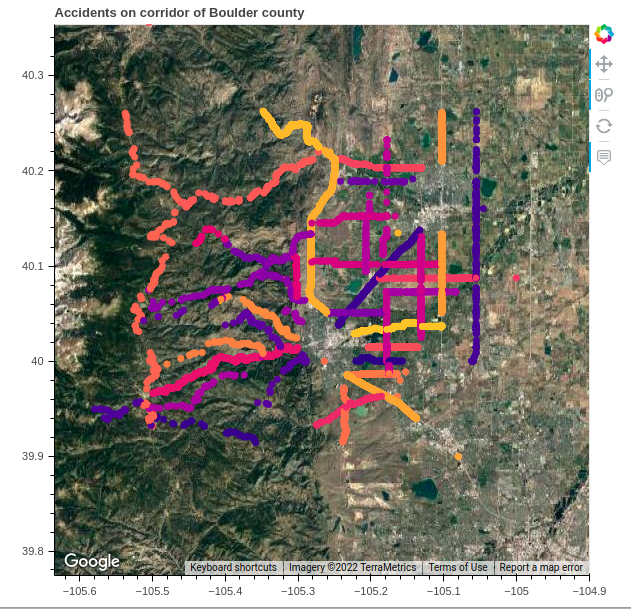 Accidents on corridor of Boulder county
40.3
40.2
40.1
40
39.9
39.8
Google
Keyboard shortcuts
Imagery ©2022 TerraMetrics
Terms of Use
Report a map error
−105.6
−105.5
−105.4
−105.3
−105.2
−105.1
−105
−104.9